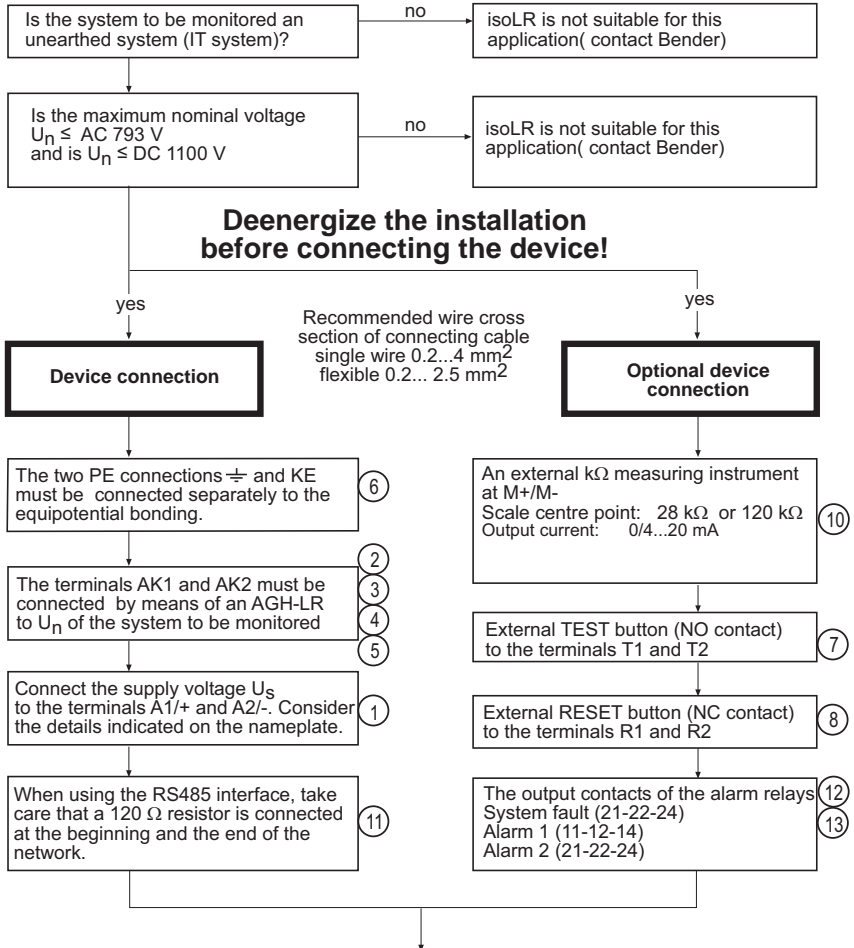 Is the system to be monitored an
unearthed system (IT system)?
no
isoLR is not suitable for this
application( contact Bender)
Is the maximum nominal voltage
Un ≤ AC 793 V
and is Un ≤ DC 1100 V
no
isoLR is not suitable for this
application( contact Bender)
Deenergize the installation
before connecting the device!
yes
yes
Recommended wire cross
section of connecting cable
single wire 0.2...4 mm2
flexible 0.2... 2.5 mm2
Device connection
Optional device
connection
The two PE connections ⏚ and KE
must be connected separately to the
equipotential bonding.
6
2
3
4
5
The terminals AK1 and AK2 must be
connected by means of an AGH-LR
to Un of the system to be monitored
Connect the supply voltage Us
to the terminals A1/+ and A2/-. Consider
the details indicated on the nameplate.
1
When using the RS485 interface, take
care that a 120 Ω resistor is connected
at the beginning and the end of the
network.
11
An external kΩ measuring instrument
at M+/M-
Scale centre point: 28 kΩ or 120 kΩ
Output current: 0/4...20 mA
10
External TEST button (NO contact)
to the terminals T1 and T2
7
External RESET button (NC contact)
to the terminals R1 and R2
8
The output contacts of the alarm relays
System fault (21-22-24)
Alarm 1 (11-12-14)
Alarm 2 (21-22-24)
12
13